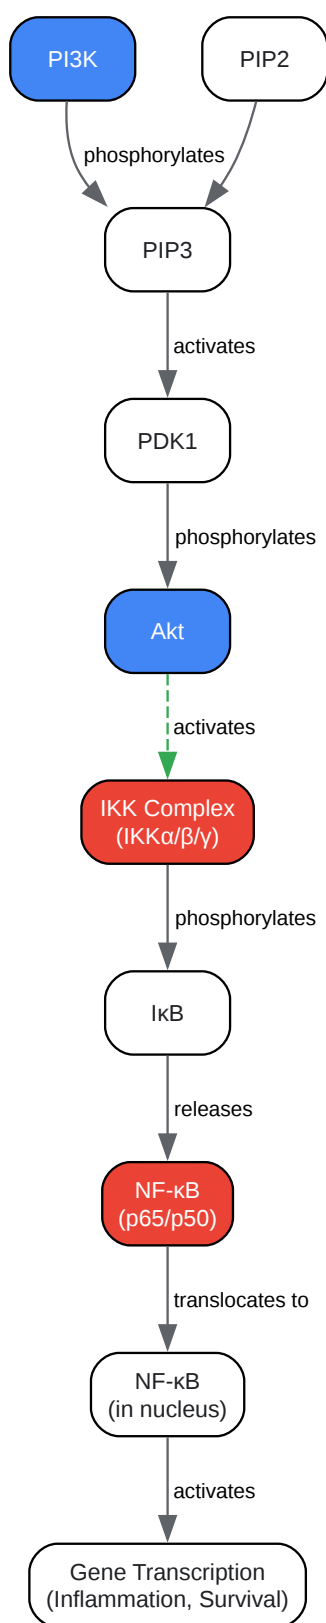 PI3K
PIP2
phosphorylates
PIP3
activates
PDK1
phosphorylates
Akt
activates
IKK Complex
(IKKα/β/γ)
phosphorylates
IκB
releases
NF-κB
(p65/p50)
translocates to
NF-κB
(in nucleus)
activates
Gene Transcription
(Inflammation, Survival)